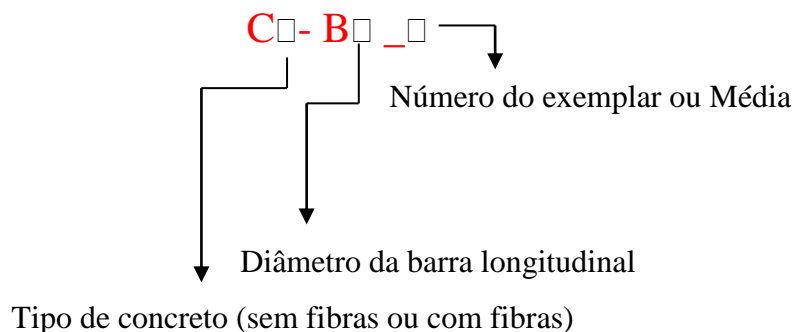 C□- B□ _□
Número do exemplar ou Média
Diâmetro da barra longitudinal
Tipo de concreto (sem fibras ou com fibras)